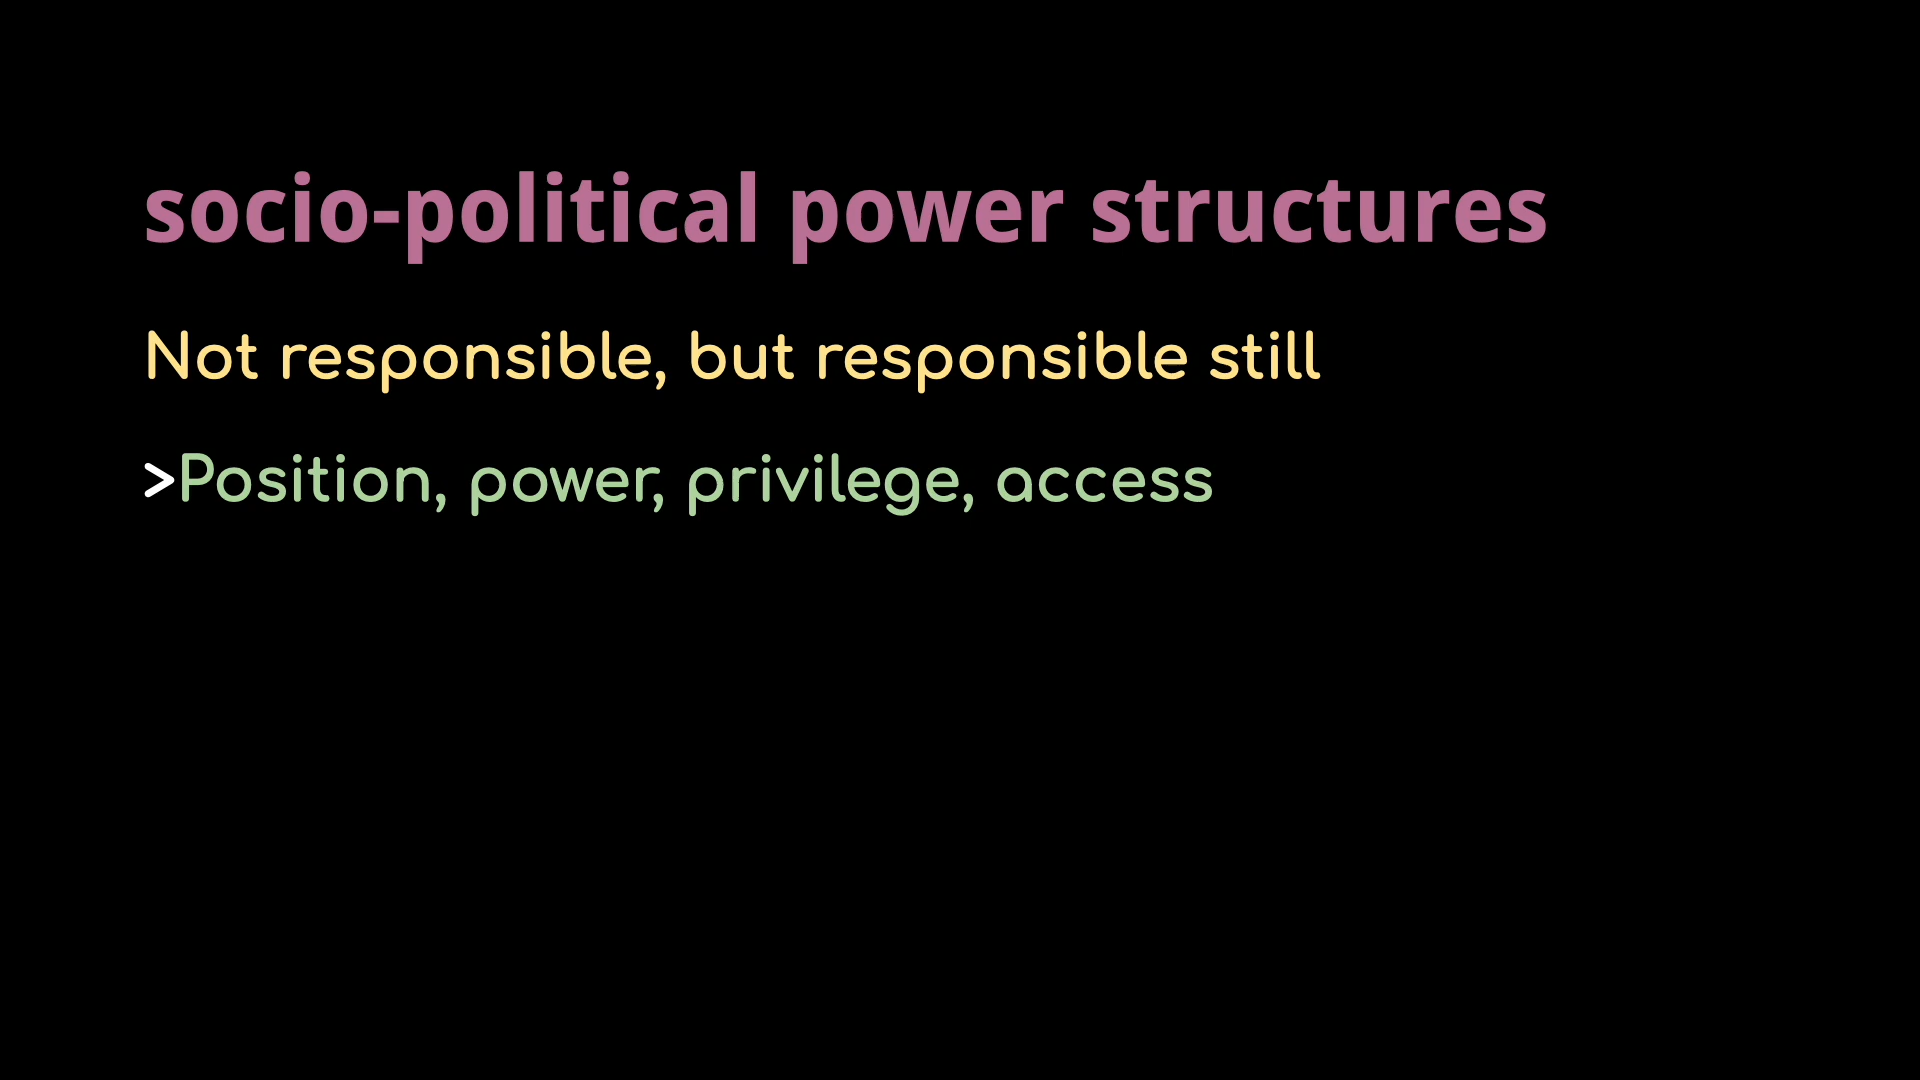 socio-political power structures
Not responsible, but responsible still
>Position, power, privilege, access